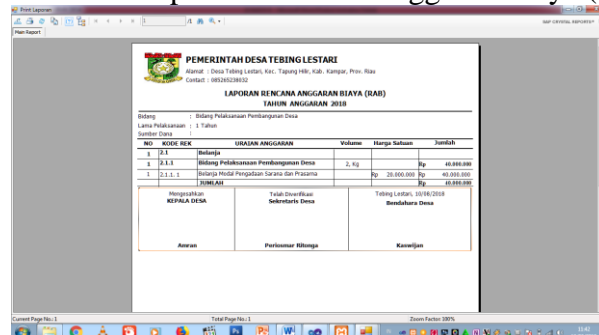 Print Laporan
1
SAP CRYSTAL REPORTS
Main Report
PEMERINTAH DESA TEBING LESTARI
Alamat : Desa Tebing Lestari, Kec. Tapung Hilir, Kab. Kampar, Prov. Riau
Contact : 085265238032
LAPORAN RENCANA ANGGARAN BIAYA (RAB)
TAHUN ANGGARAN 2018
Bidang : Bidang Pelaksanaan Pembangunan Desa
Lama Pelaksanaan : 1 Tahun
Sumber Dana :
NO KODE REK URAIAN ANGGARAN Volume Harga Satuan Jumlah
1 2.1 Belanja
1 2.1.1 Bidang Pelaksanaan Pembangunan Desa 2, Kg Rp 40.000.000
1 2.1.1. 1 Belanja Modal Pengadaan Sarana dan Prasarna Rp 20.000.000 Rp 40.000.000
JUMLAH Rp 40.000.000
Mengesahkan Telah Diverifikasi Tebing Lestari, 10/08/2018
KEPALA DESA Sekretaris Desa Bendahara Desa
Amran Periosmar Ritonga Kaswijan
Current Page No.: 1 Total Page No.: 1 Zoom Factor: 100%
11:42